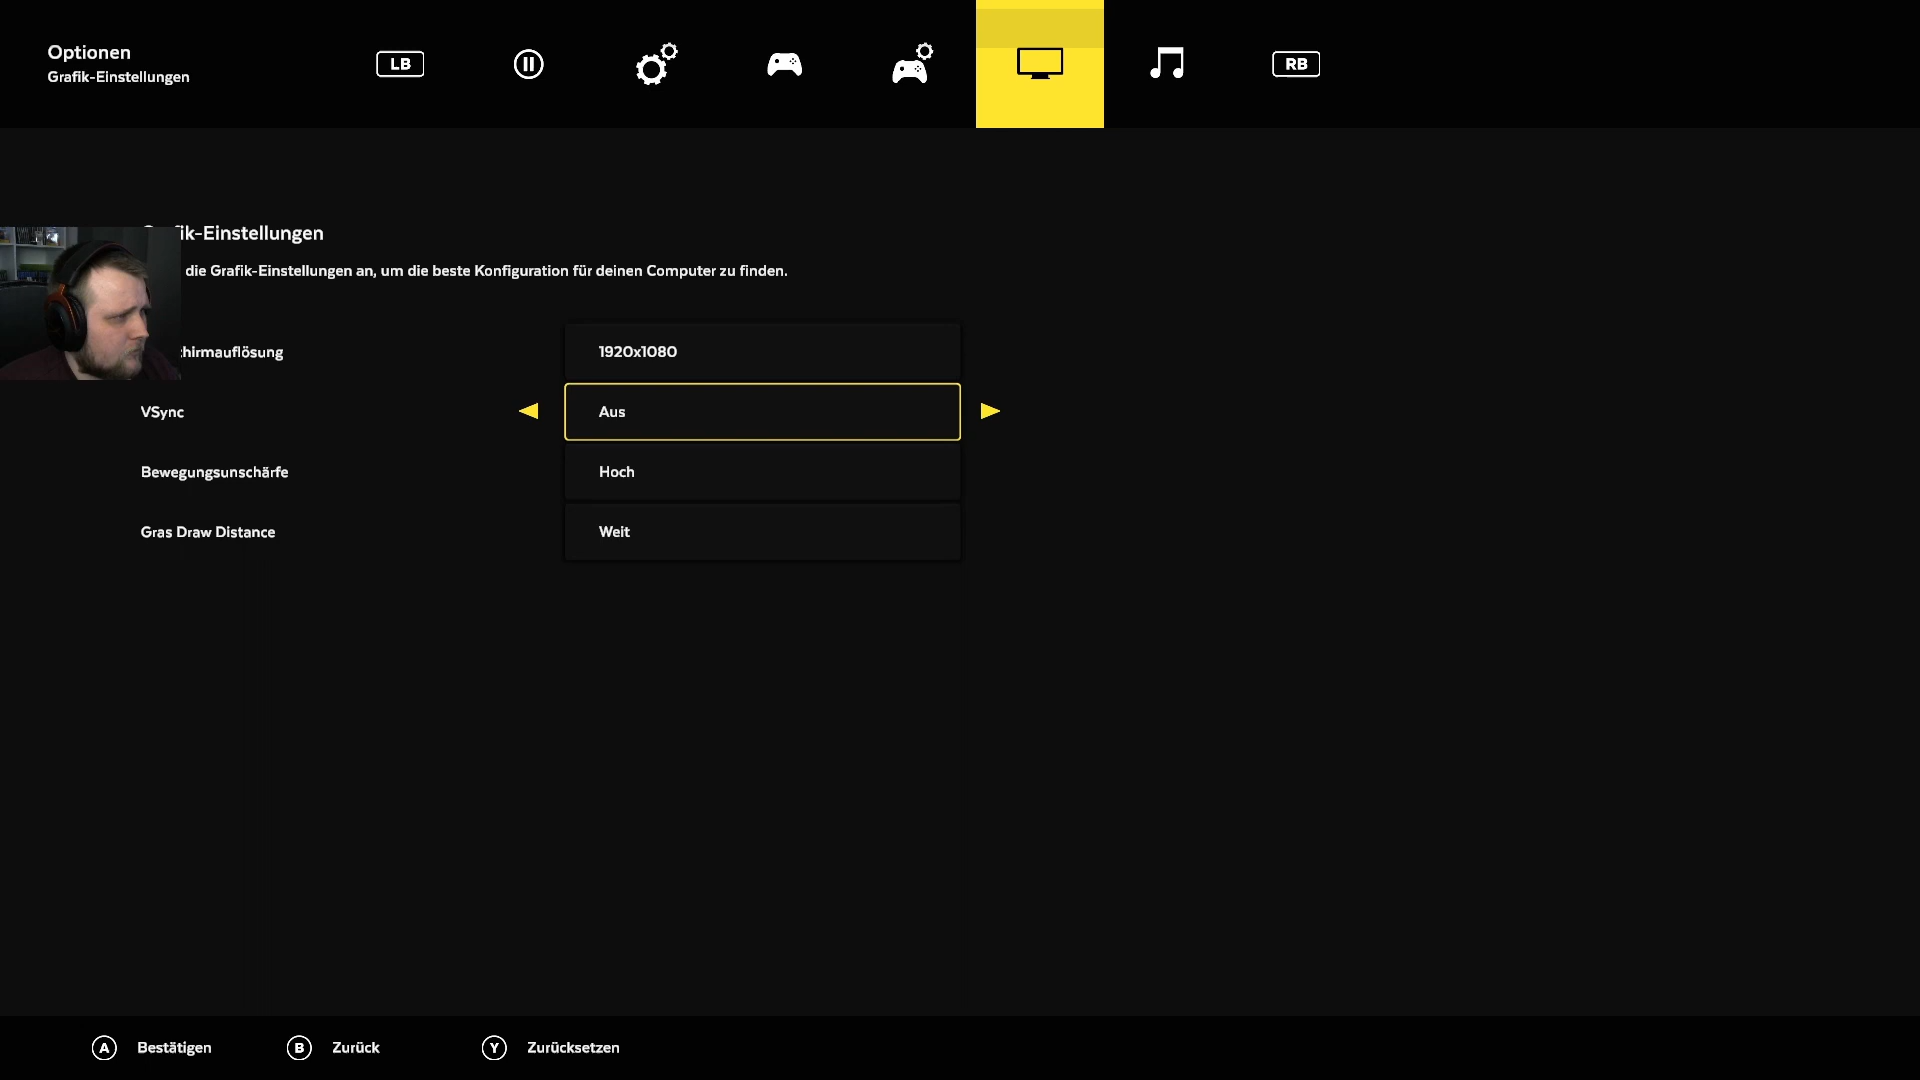 Optionen
Grafik-Einstellungen
LB
RB
ik-Einstellungen
die Grafik-Einstellungen an, um die beste Konfiguration für deinen Computer zu finden.
hirmauflösung
1920x1080
VSync
Aus
Bewegungsunschärfe
Hoch
Gras Draw Distance
Weit
A Bestätigen
B Zurück
Y Zurücksetzen